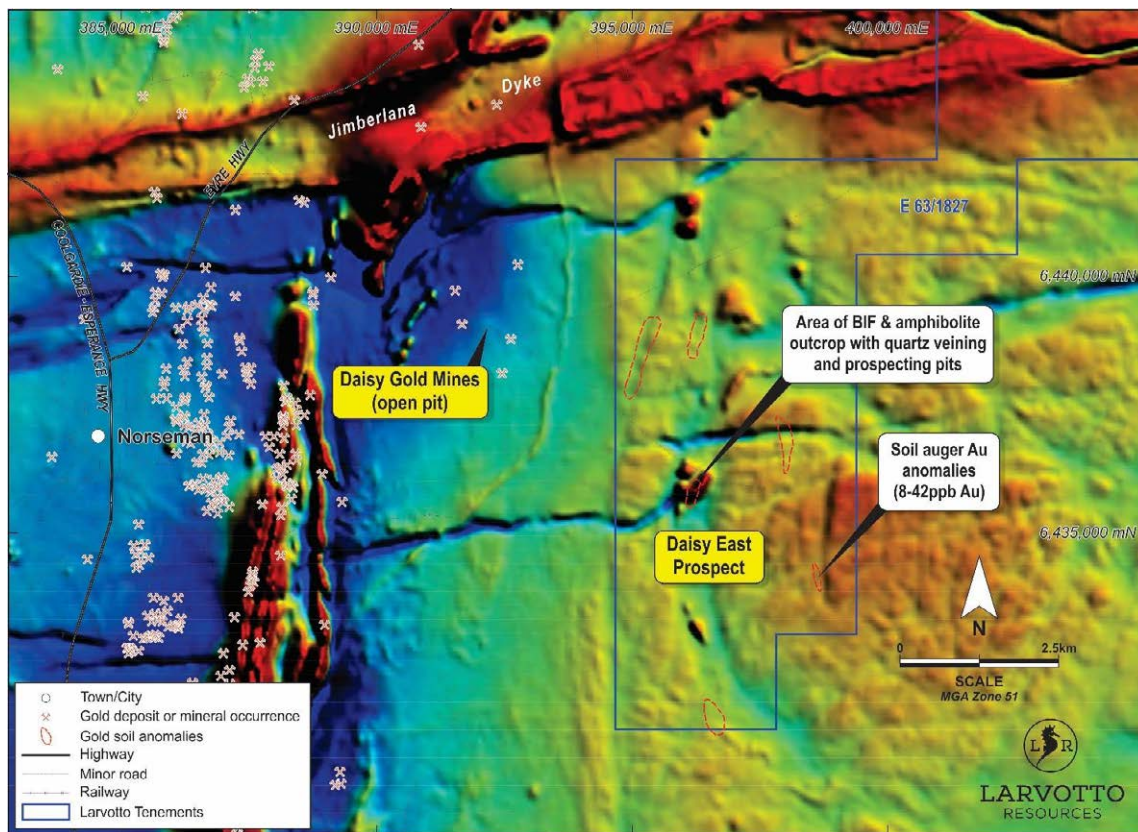 385,000 mE
390,000 mE
395,000 mE
400,000 mE
Jimberlana
Dyke
EYRE HWY
COOLGARDIE-ESPERANCE HWY
E 63/1827
6,440,000 mN
Area of BIF & amphibolite
outcrop with quartz veining
and prospecting pits
Daisy Gold Mines
(open pit)
Norseman
Soil auger Au
anomalies
(8-42ppb Au)
6,435,000 mN
Daisy East
Prospect
N
0
2.5km
SCALE
MGA Zone 51
Town/City
Gold deposit or mineral occurrence
Gold soil anomalies
Highway
Minor road
Railway
Larvotto Tenements
L R
LARVOTTO
RESOURCES